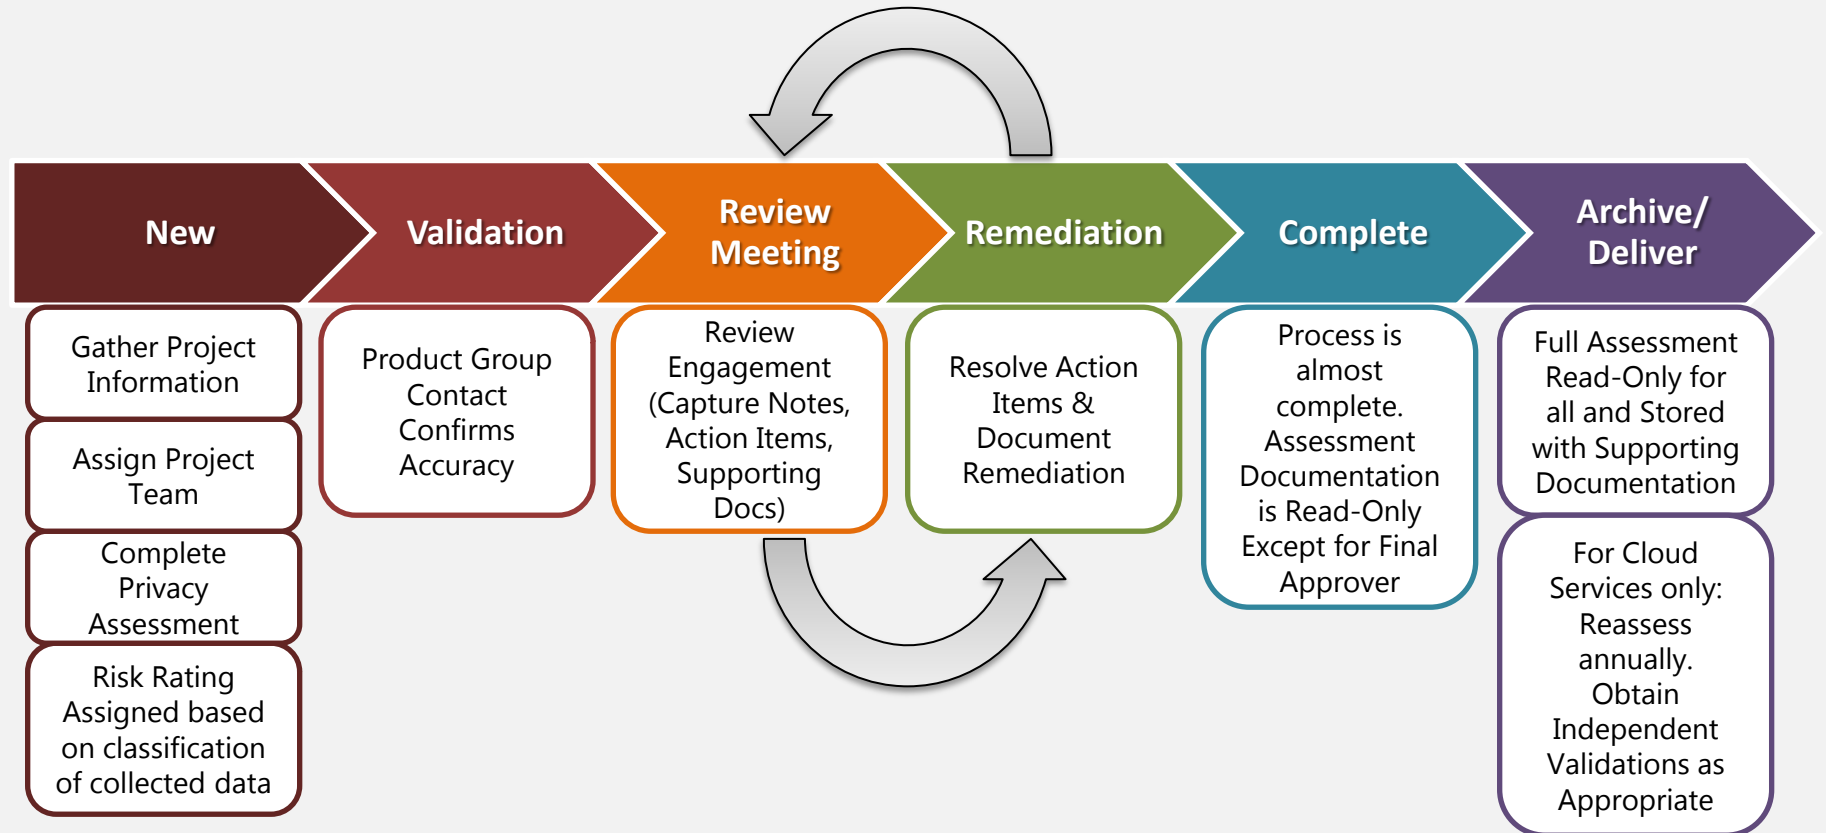 New
Validation
Review
Meeting
Remediation
Complete
Archive/
Deliver
Gather Project
Information
Assign Project
Team
Complete
Privacy
Assessment
Risk Rating
Assigned based
on classification
of collected data
Product Group
Contact
Confirms
Accuracy
Review
Engagement
(Capture Notes,
Action Items,
Supporting
Docs)
Resolve Action
Items &
Document
Remediation
Process is
almost
complete.
Assessment
Documentation
is Read-Only
Except for Final
Approver
Full Assessment
Read-Only for
all and Stored
with Supporting
Documentation
For Cloud
Services only:
Reassess
annually.
Obtain
Independent
Validations as
Appropriate